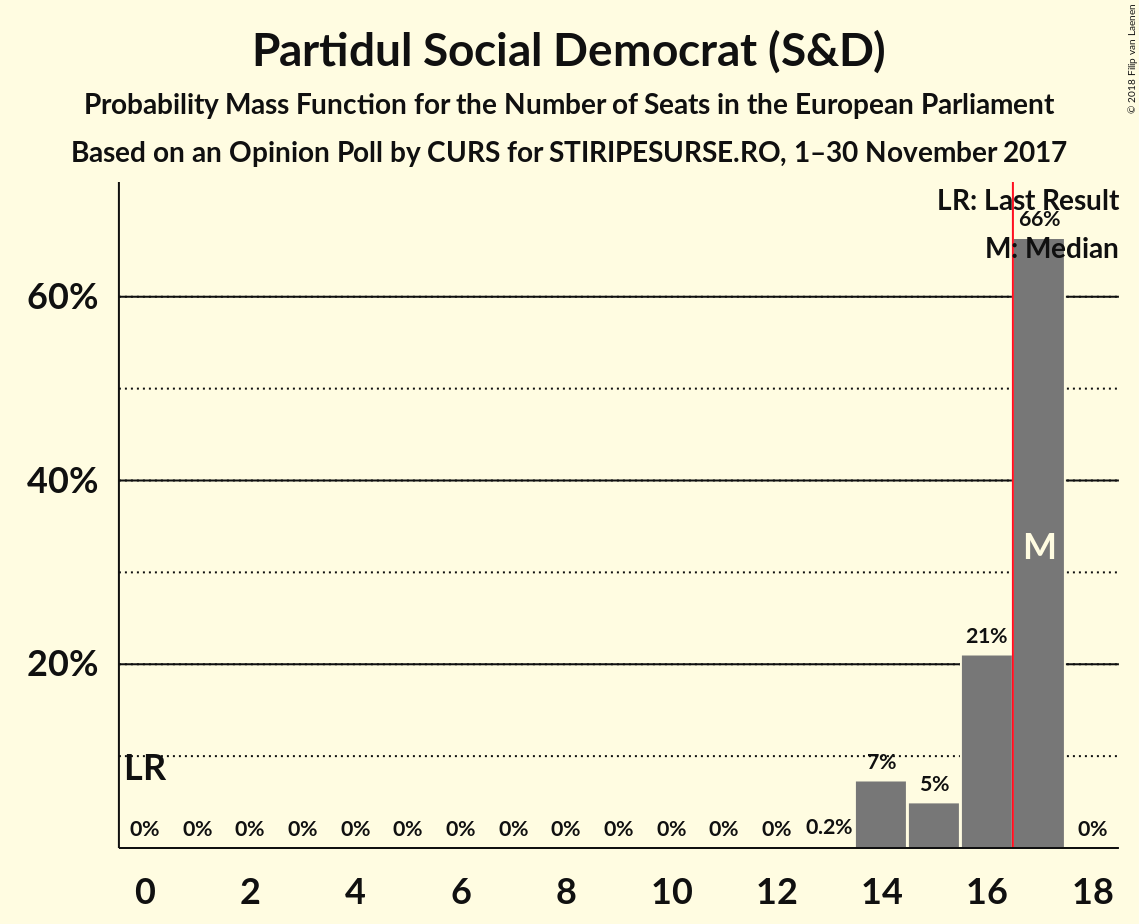 Partidul Social Democrat (S&D)
Probability Mass Function for the Number of Seats in the European Parliament
Based on an Opinion Poll by CURS for STIRIPESURSE.RO, 1–30 November 2017
© 2018 Filip van Laenen
LR: Last Result
66%
M: Median
60%
40%
M
21%
20%
LR
7%
5%
0% 0% 0% 0% 0% 0% 0% 0% 0% 0% 0% 0% 0% 0.2% 0%
0 2 4 6 8 10 12 14 16 18